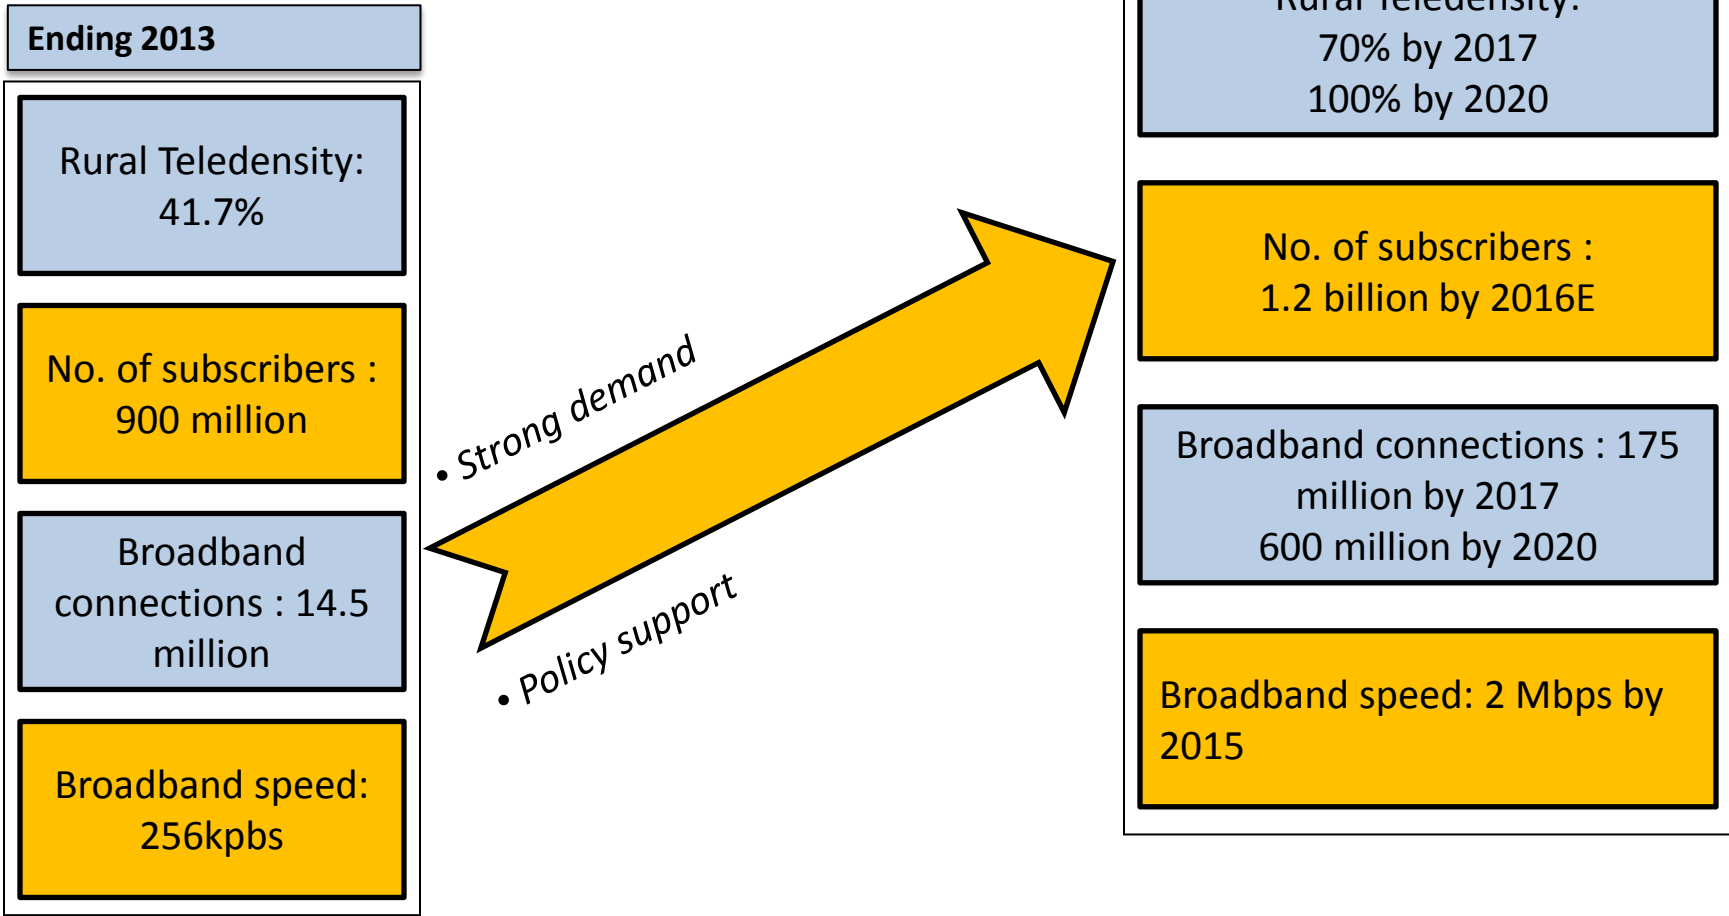 Ending 2013
Rural Teledensity:
41.7%
No. of subscribers :
900 million
Broadband
connections : 14.5
million
Broadband speed:
256kpbs
• Strong demand
• Policy support
Rural Teledensity:
70% by 2017
100% by 2020
No. of subscribers :
1.2 billion by 2016E
Broadband connections : 175
million by 2017
600 million by 2020
Broadband speed: 2 Mbps by
2015